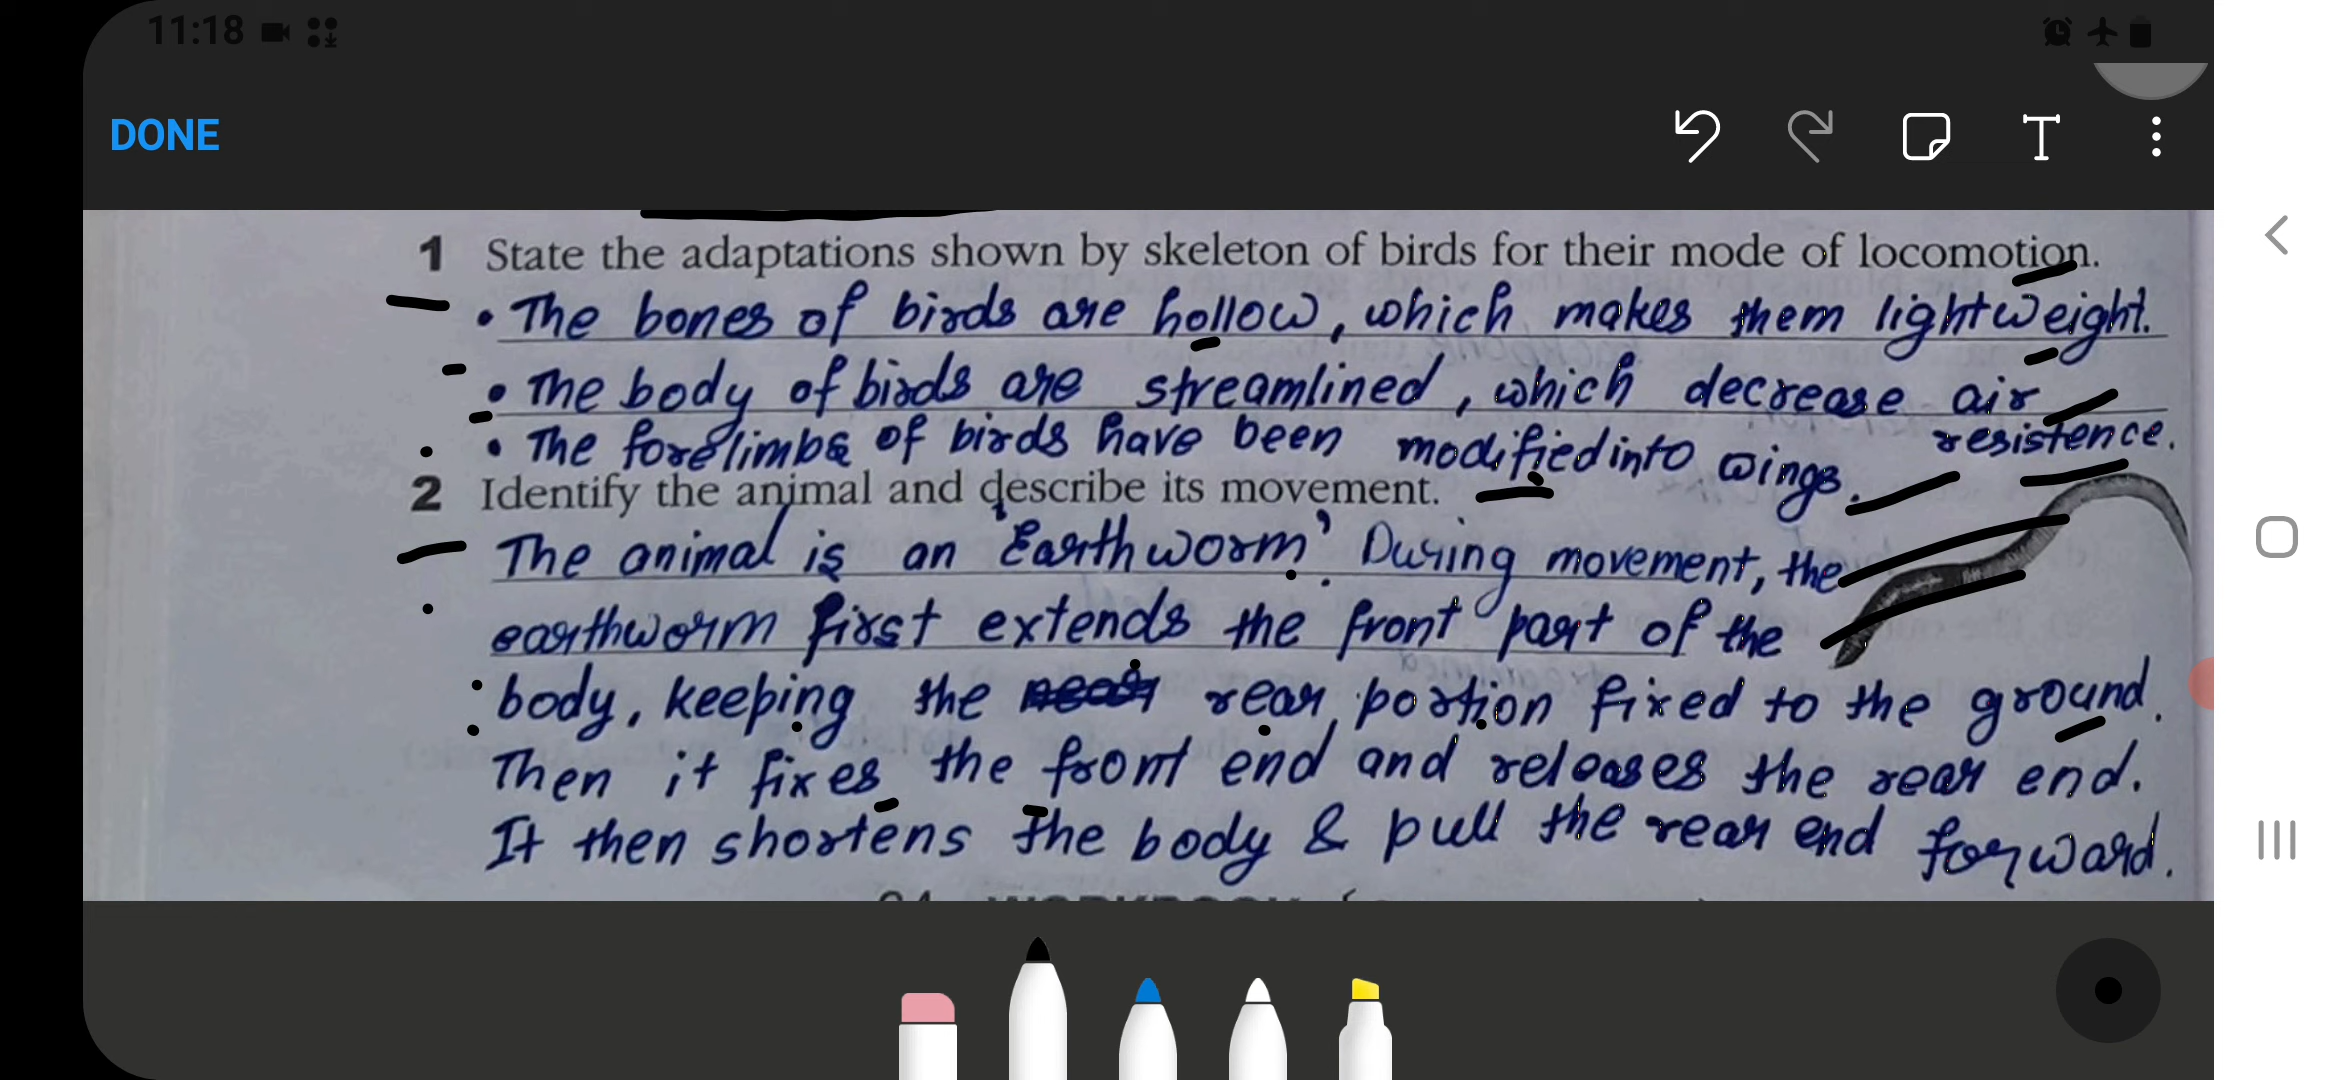 11:18
DONE
T
1 State the adaptations shown by skeleton of birds for their mode of locomotion.
• The bones of birds are hollow, which makes them lightweight.
• The body of birds are streamlined, which decrease air
resistence.
• The forelimbs of birds have been modified into wings.
2 Identify the animal and describe its movement.
The animal is an 'Earthworm'. During movement, the
earthworm first extends the front part of the
body, keeping the near rear portion fixed to the ground.
Then it fixes the front end and releases the rear end.
It then shortens the body & pull the rear end forward.